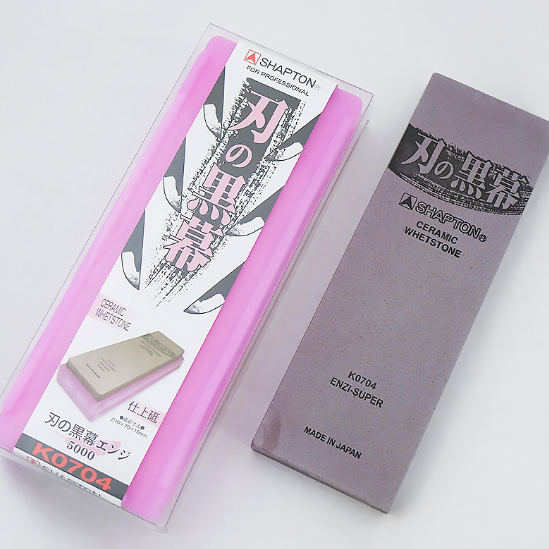 SHAPTON®
FOR PROFESSIONAL
刃の黒幕
CERAMIC
WHETSTONE
仕上砥
刃の黒幕エンジ
5000
K0704
SHAPTON
刃の黒幕
SHAPTON®
CERAMIC
WHETSTONE
K0704
ENZI-SUPER
MADE IN JAPAN